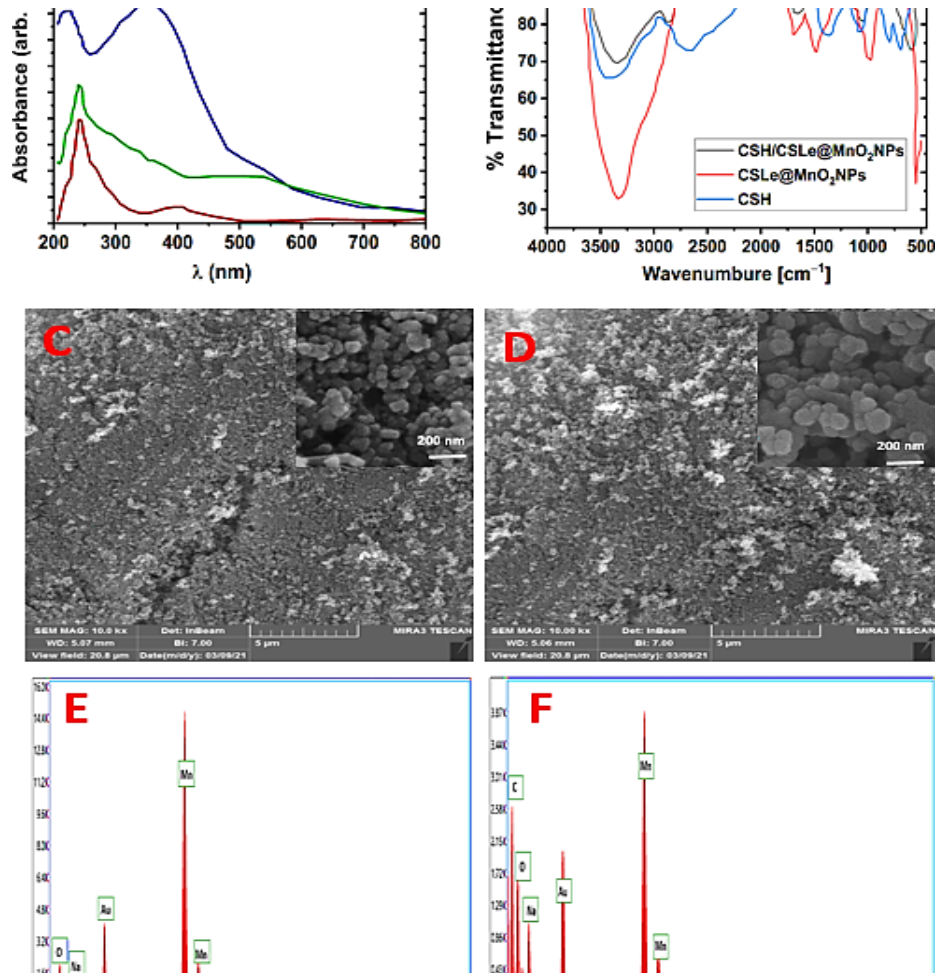 Absorbance (arb.
200 300 400 500 600 700 800
λ (nm)
% Transmittanc
80
70
60
50
40
30
CSH/CSLe@MnO₂NPs
CSLe@MnO₂NPs
CSH
4000 3500 3000 2500 2000 1500 1000 500
Wavenumbure [cm⁻¹]
C
200 nm
SEM MAG: 10.0 kx Det: InBeam MIRA3 TESCAN
WD: 5.07 mm BI: 7.00 5 µm
View field: 20.8 µm Date(m/d/y): 03/09/21
D
200 nm
SEM MAG: 10.00 kx Det: InBeam MIRA3 TESCAN
WD: 5.06 mm BI: 7.00 5 µm
View field: 20.8 µm Date(m/d/y): 03/09/21
E
Mn
Au
O
Na
Mn
F
Mn
O
Au
Na
Mn